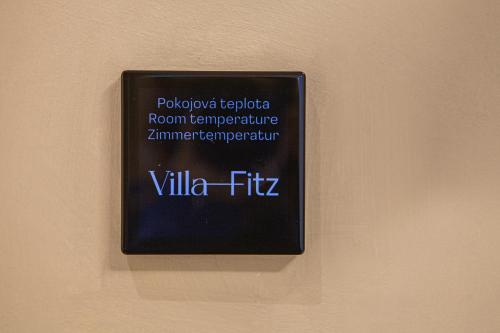 Pokojová teplota
Room temperature
Zimmertemperatur
Villa—Fitz